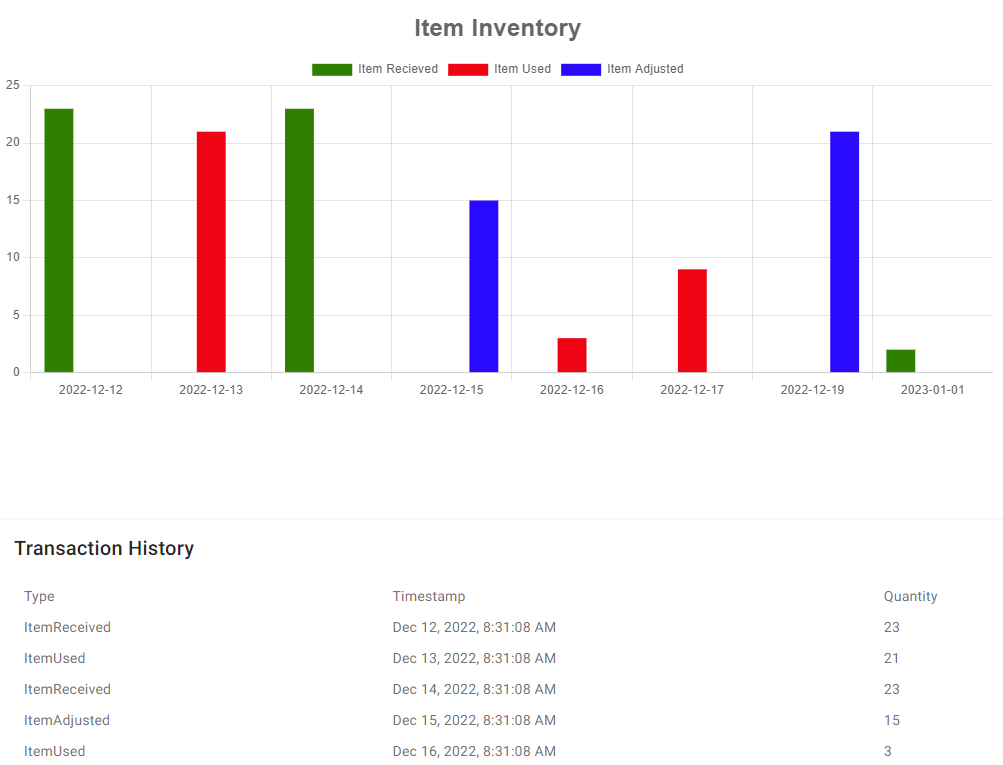 Item Inventory
Item Recieved Item Used Item Adjusted
25
20
15
10
5
0
2022-12-12 2022-12-13 2022-12-14 2022-12-15 2022-12-16 2022-12-17 2022-12-19 2023-01-01
Transaction History
Type Timestamp Quantity
ItemReceived Dec 12, 2022, 8:31:08 AM 23
ItemUsed Dec 13, 2022, 8:31:08 AM 21
ItemReceived Dec 14, 2022, 8:31:08 AM 23
ItemAdjusted Dec 15, 2022, 8:31:08 AM 15
ItemUsed Dec 16, 2022, 8:31:08 AM 3